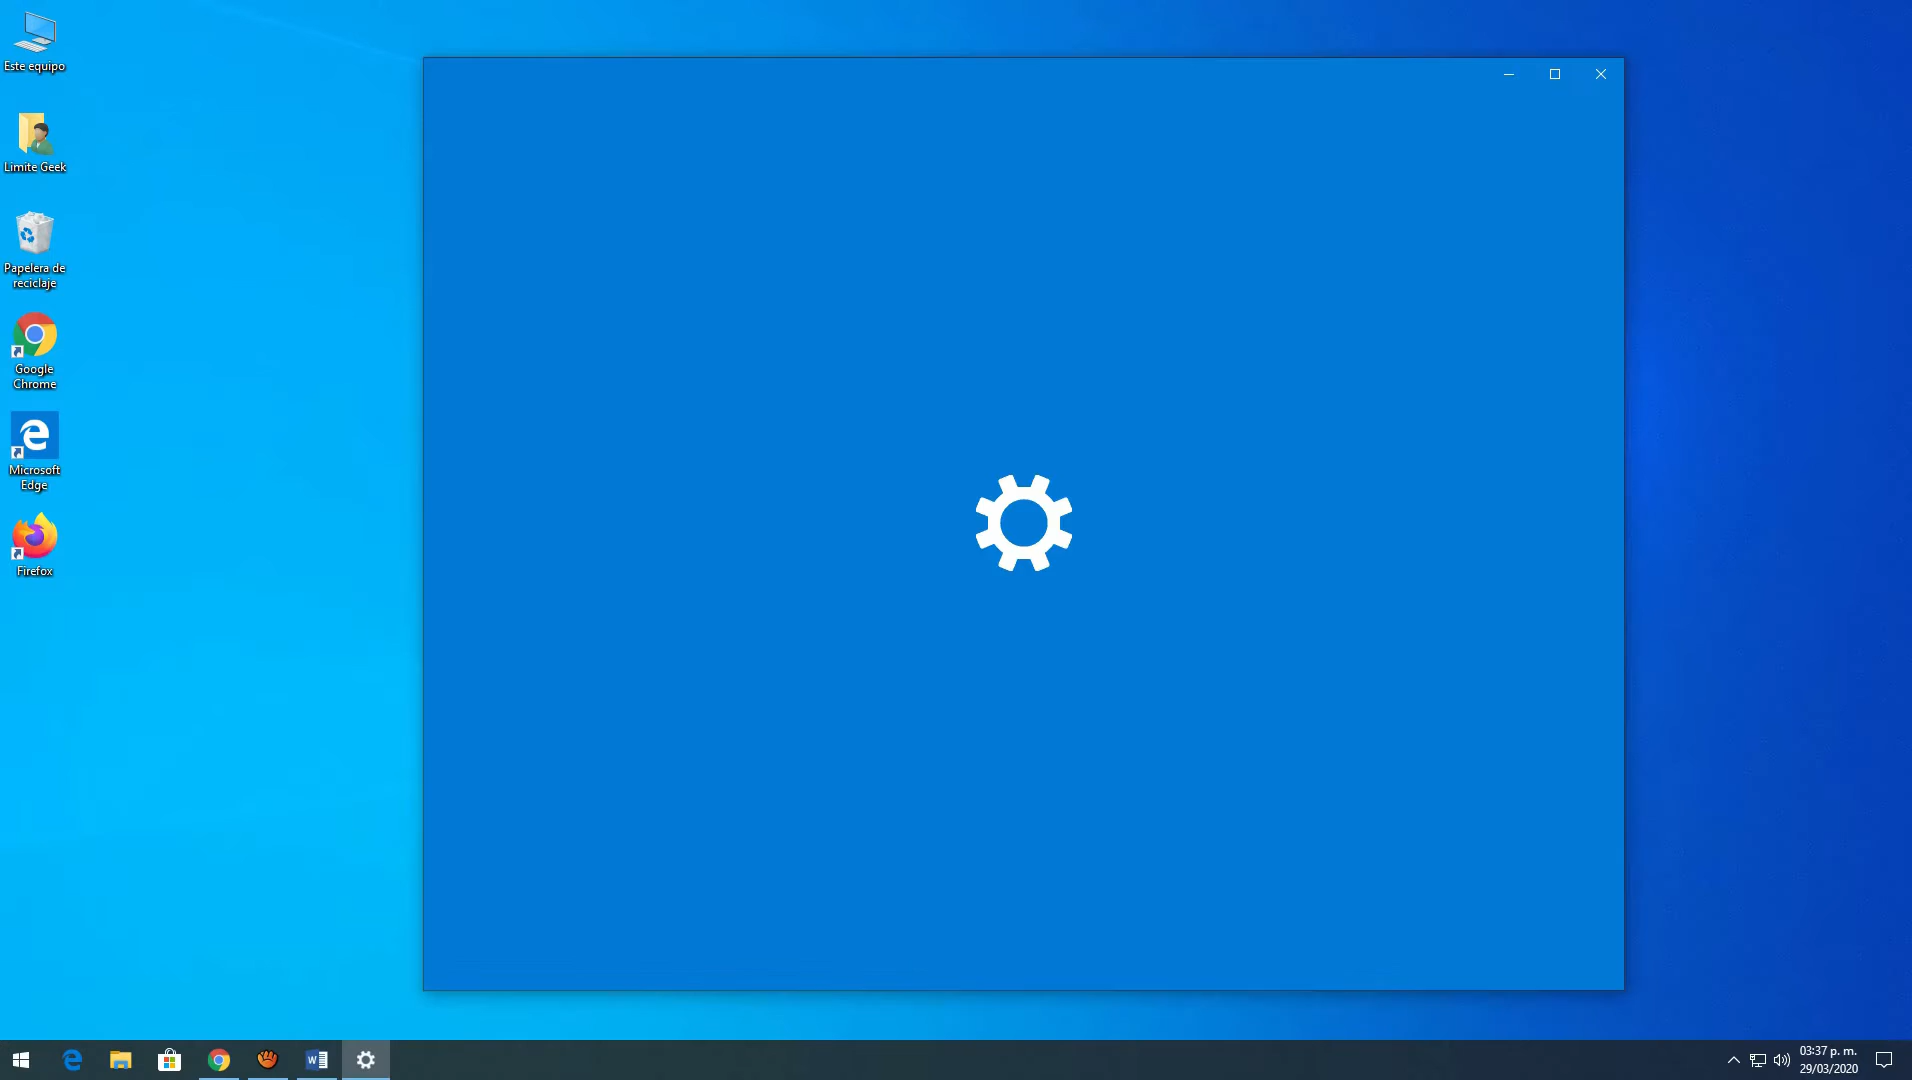 Este equipo
Limite Geek
Papelera de
reciclaje
Google
Chrome
Microsoft
Edge
Firefox
03:37 p. m.
29/03/2020